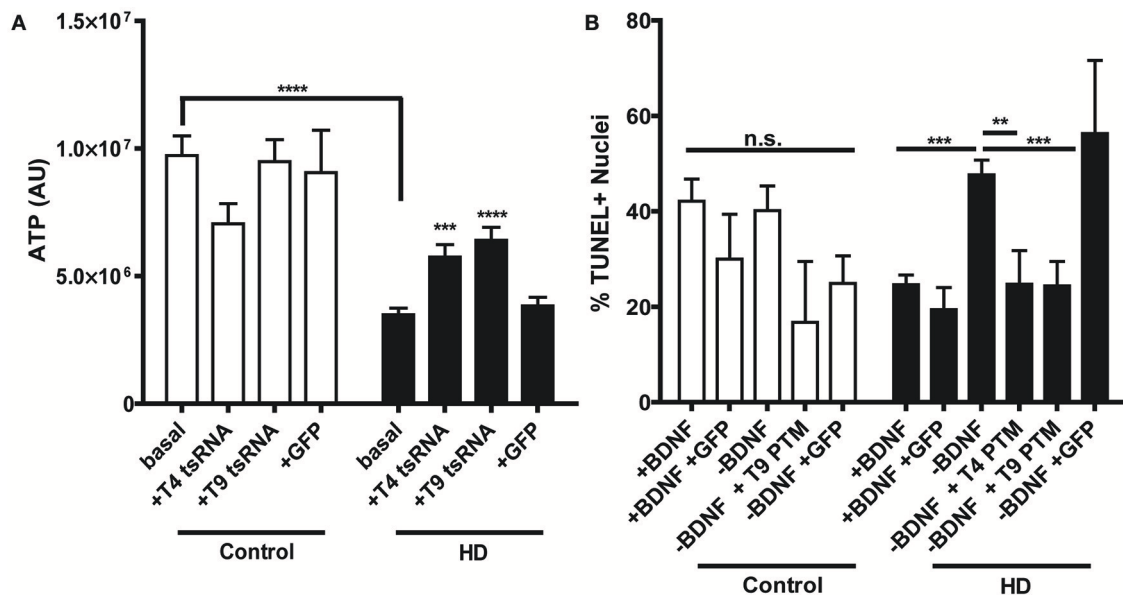 A
ATP (AU)
1.5×10⁷
1.0×10⁷
5.0×10⁶
0
****
***
****
basal
+T4 tsRNA
+T9 tsRNA
+GFP
basal
+T4 tsRNA
+T9 tsRNA
+GFP
Control
HD
B
% TUNEL+ Nuclei
80
60
40
20
0
n.s.
***
**
***
+BDNF
+BDNF +GFP
-BDNF
-BDNF + T9 PTM
-BDNF +GFP
+BDNF
+BDNF +GFP
-BDNF
-BDNF + T4 PTM
-BDNF + T9 PTM
-BDNF +GFP
Control
HD